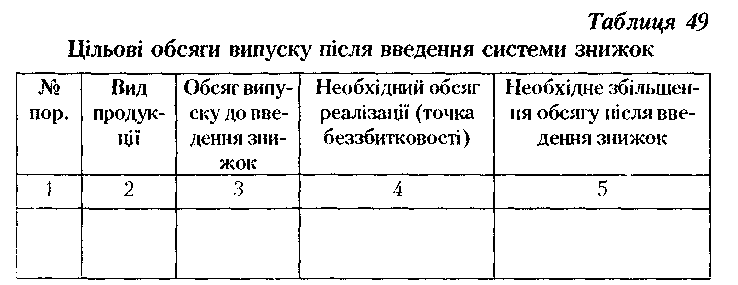 Таблиця 49
Цільові обсяги випуску після введення системи знижок
№ пор.
Вид продук-ції
Обсяг випу-ску до вве-дення зни-жок
Необхідний обсяг реалізації (точка беззбитковості)
Необхідне збільшен-ня обсягу після вве-дення знижок
1 2 3 4 5